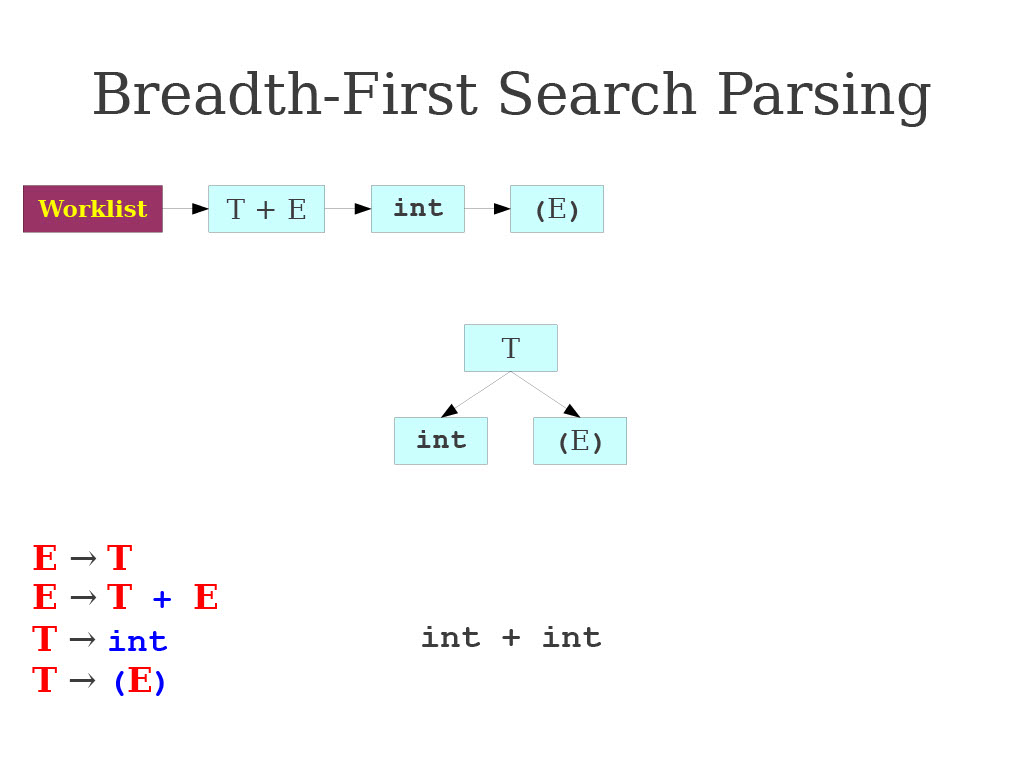 Breadth-First Search Parsing
Worklist T + E int (E)
T
int (E)
E → T
E → T + E
T → int
T → (E)
int + int